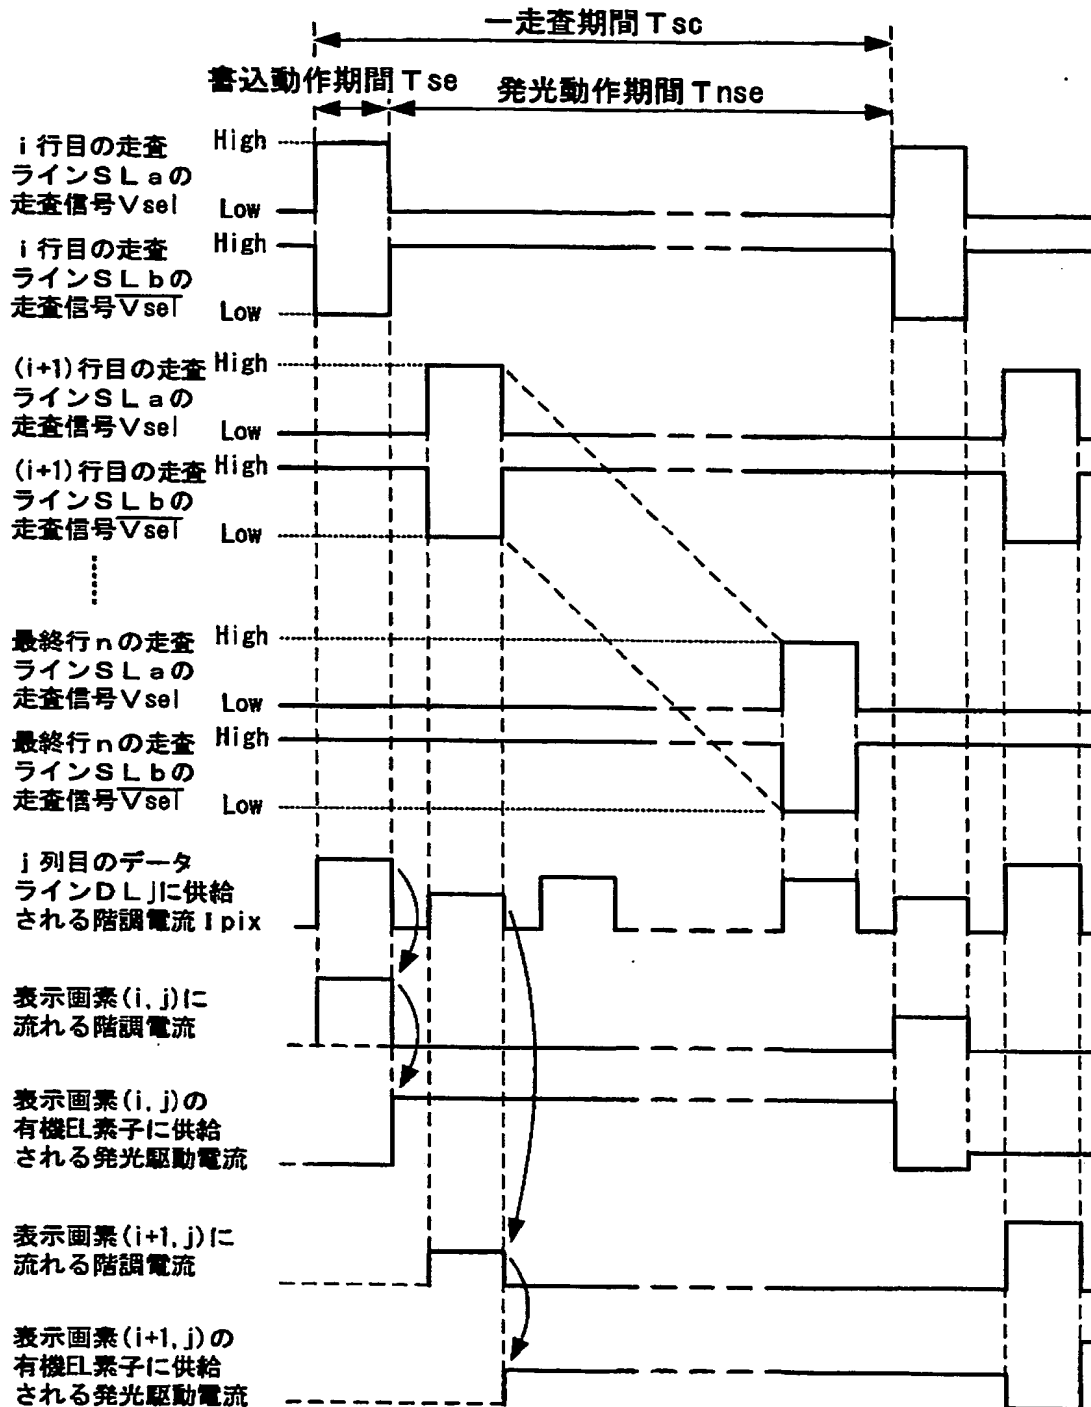 一走査期間Tsc
書込動作期間Tse
発光動作期間Tnse
i行目の走査
ラインSLaの
走査信号Vsel
High
Low
i行目の走査
ラインSLbの
走査信号V̅s̅e̅l̅
High
Low
(i+1)行目の走査
ラインSLaの
走査信号Vsel
High
Low
(i+1)行目の走査
ラインSLbの
走査信号V̅s̅e̅l̅
High
Low
最終行nの走査
ラインSLaの
走査信号Vsel
High
Low
最終行nの走査
ラインSLbの
走査信号V̅s̅e̅l̅
High
Low
j列目のデータ
ラインDLjに供給
される階調電流Ipix
表示画素(i,j)に
流れる階調電流
表示画素(i,j)の
有機EL素子に供給
される発光駆動電流
表示画素(i+1,j)に
流れる階調電流
表示画素(i+1,j)の
有機EL素子に供給
される発光駆動電流